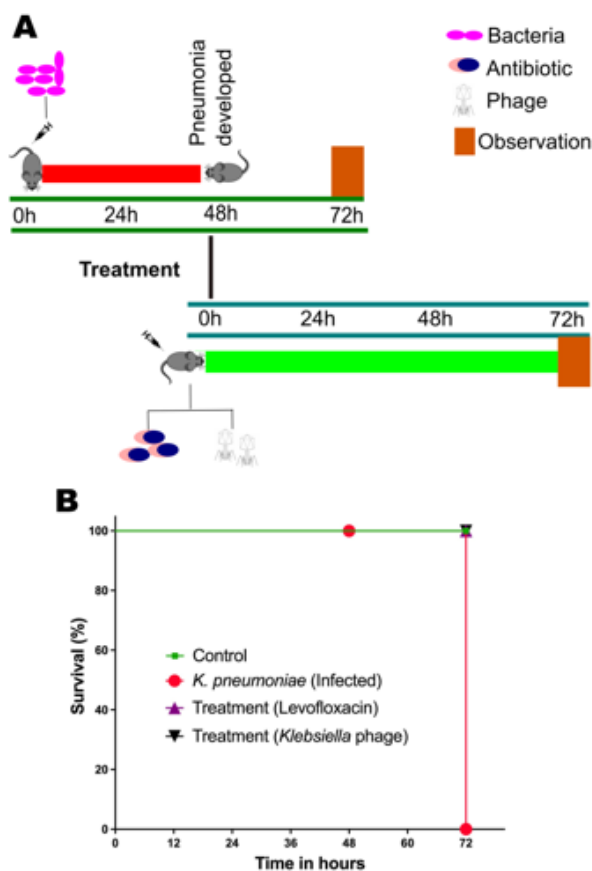 A
Bacteria
Antibiotic
Phage
Observation
Pneumonia
developed
0h 24h 48h 72h
Treatment
0h 24h 48h 72h
B
100
80
60
40
20
0
Survival (%)
Control
K. pneumoniae (Infected)
Treatment (Levofloxacin)
Treatment (Klebsiella phage)
0 12 24 36 48 60 72
Time in hours